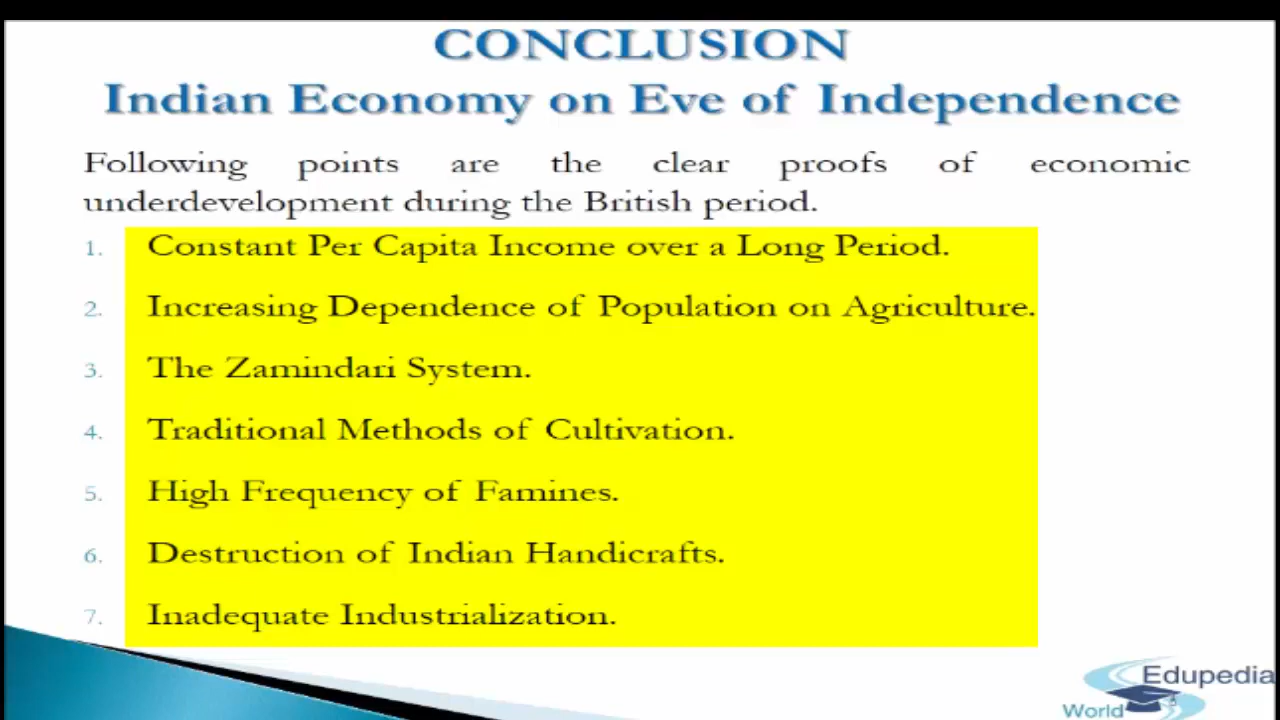 CONCLUSION
Indian Economy on Eve of Independence
Following points are the clear proofs of economic
underdevelopment during the British period.
1. Constant Per Capita Income over a Long Period.
2. Increasing Dependence of Population on Agriculture.
3. The Zamindari System.
4. Traditional Methods of Cultivation.
5. High Frequency of Famines.
6. Destruction of Indian Handicrafts.
7. Inadequate Industrialization.
Edupedia
World